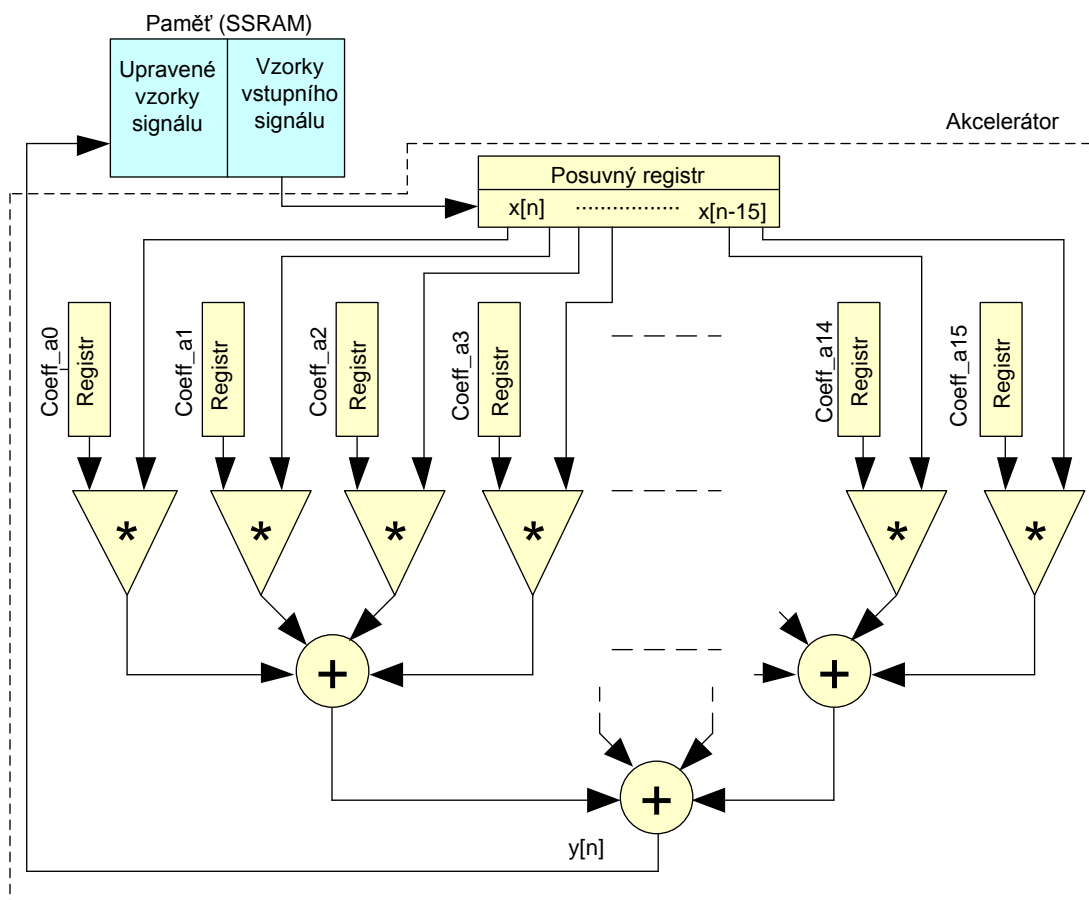 Paměť (SSRAM)
Upravené
vzorky
signálu
Vzorky
vstupního
signálu
Akcelerátor
Posuvný registr
x[n] ................. x[n-15]
Coeff_a0
Registr
Coeff_a1
Registr
Coeff_a2
Registr
Coeff_a3
Registr
Coeff_a14
Registr
Coeff_a15
Registr
* * * * * *
+ +
+
y[n]